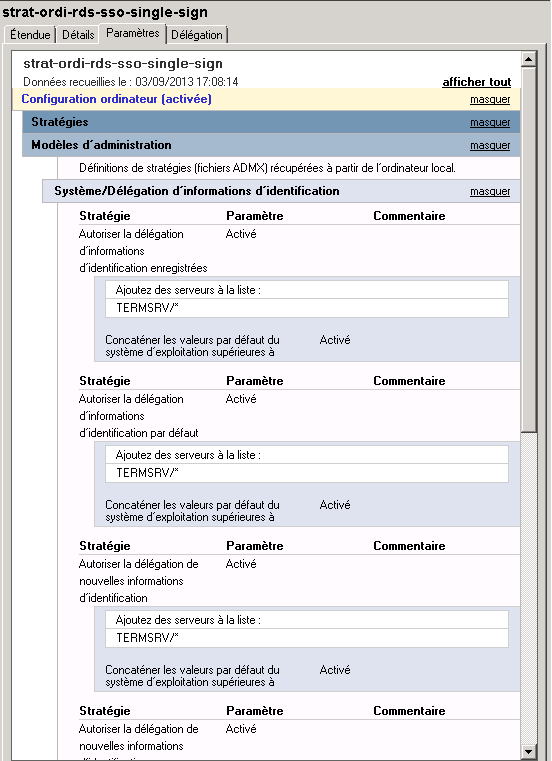 strat-ordi-rds-sso-single-sign
Étendue Détails Paramètres Délégation
strat-ordi-rds-sso-single-sign
Données recueillies le : 03/09/2013 17:08:14 afficher tout
Configuration ordinateur (activée) masquer
Stratégies masquer
Modèles d'administration masquer
Définitions de stratégies (fichiers ADMX) récupérées à partir de l'ordinateur local.
Système/Délégation d'informations d'identification masquer
Stratégie Paramètre Commentaire
Autoriser la délégation Activé
d'informations
d'identification enregistrées
Ajoutez des serveurs à la liste :
TERMSRV/*
Concaténer les valeurs par défaut du Activé
système d'exploitation supérieures à
Stratégie Paramètre Commentaire
Autoriser la délégation Activé
d'informations
d'identification par défaut
Ajoutez des serveurs à la liste :
TERMSRV/*
Concaténer les valeurs par défaut du Activé
système d'exploitation supérieures à
Stratégie Paramètre Commentaire
Autoriser la délégation de Activé
nouvelles informations
d'identification
Ajoutez des serveurs à la liste :
TERMSRV/*
Concaténer les valeurs par défaut du Activé
système d'exploitation supérieures à
Stratégie Paramètre Commentaire
Autoriser la délégation de Activé
nouvelles informations